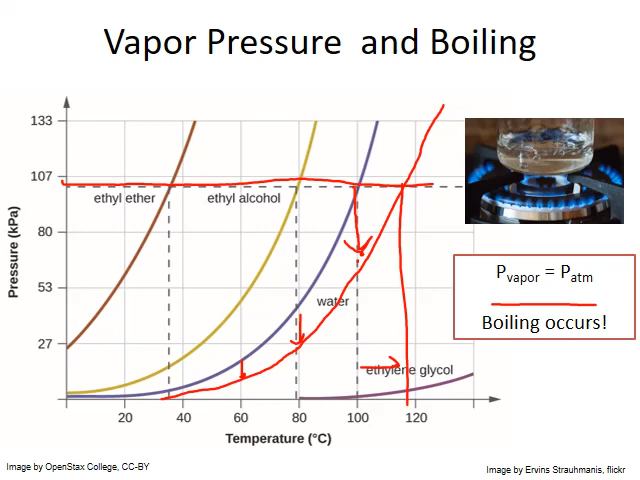 Vapor Pressure and Boiling
133
107
80
53
27
Pressure (kPa)
ethyl ether
ethyl alcohol
water
ethylene glycol
20 40 60 80 100 120
Temperature (°C)
Pvapor = Patm
Boiling occurs!
Image by OpenStax College, CC-BY
Image by Ervins Strauhmanis, flickr